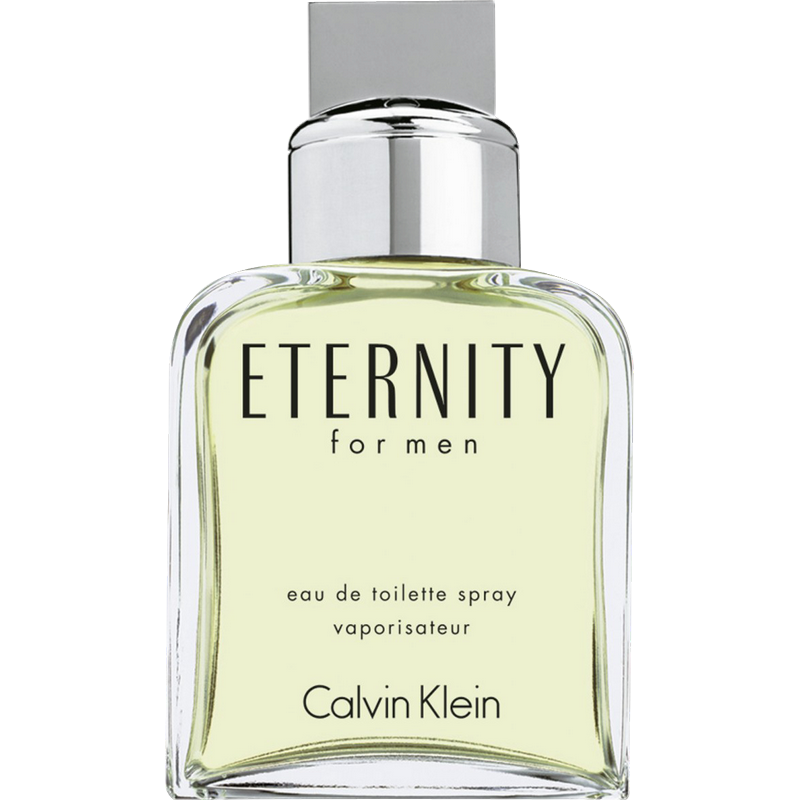 ETERNITY
for men
eau de toilette spray
vaporisateur
Calvin Klein